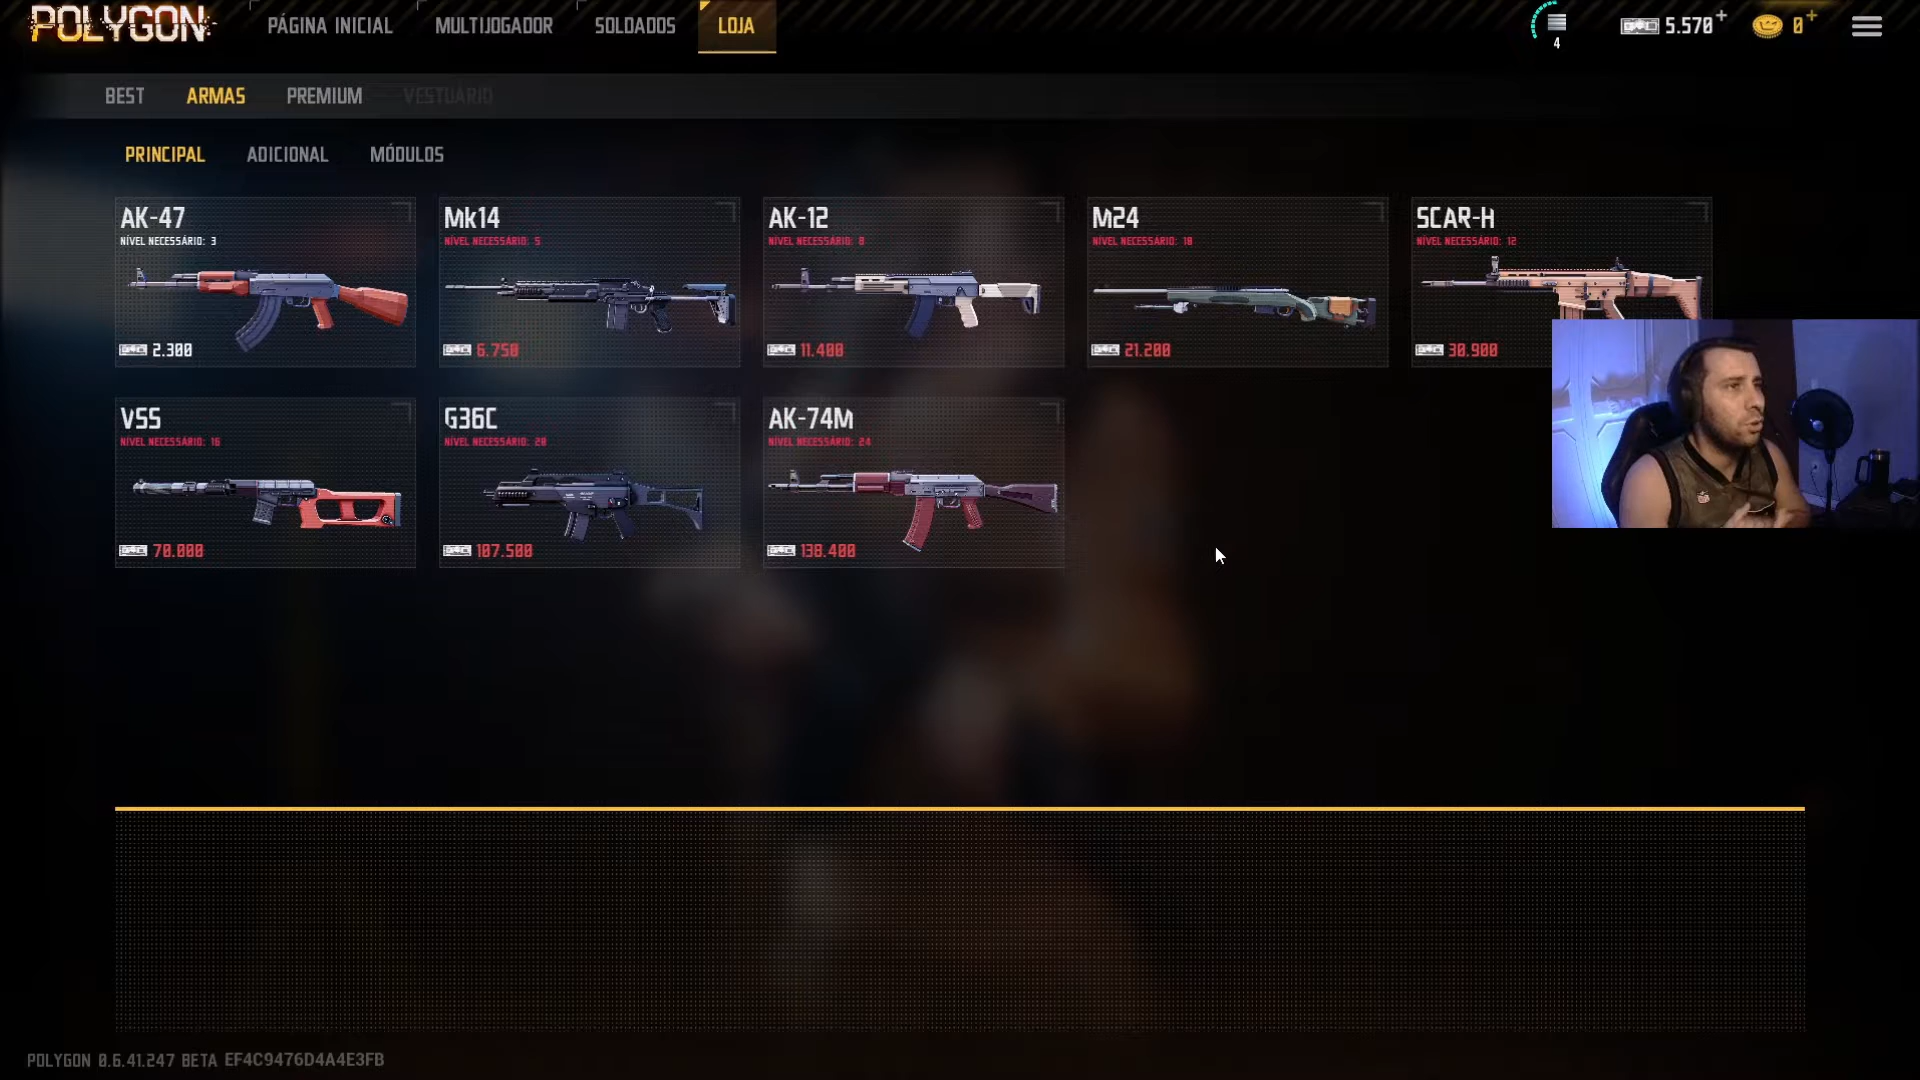 POLYGON
PÁGINA INICIAL
MULTIJOGADOR
SOLDADOS
LOJA
4
5.570+
0+
BEST
ARMAS
PREMIUM
VESTUÁRIO
PRINCIPAL
ADICIONAL
MÓDULOS
AK-47
NÍVEL NECESSÁRIO: 3
2.300
Mk14
NÍVEL NECESSÁRIO: 5
6.750
AK-12
NÍVEL NECESSÁRIO: 8
11.400
M24
NÍVEL NECESSÁRIO: 10
21.200
SCAR-H
NÍVEL NECESSÁRIO: 12
30.900
VSS
NÍVEL NECESSÁRIO: 16
70.000
G36C
NÍVEL NECESSÁRIO: 20
107.500
AK-74M
NÍVEL NECESSÁRIO: 24
138.400
POLYGON 0.6.41.247 BETA EF4C9476D4A4E3FB